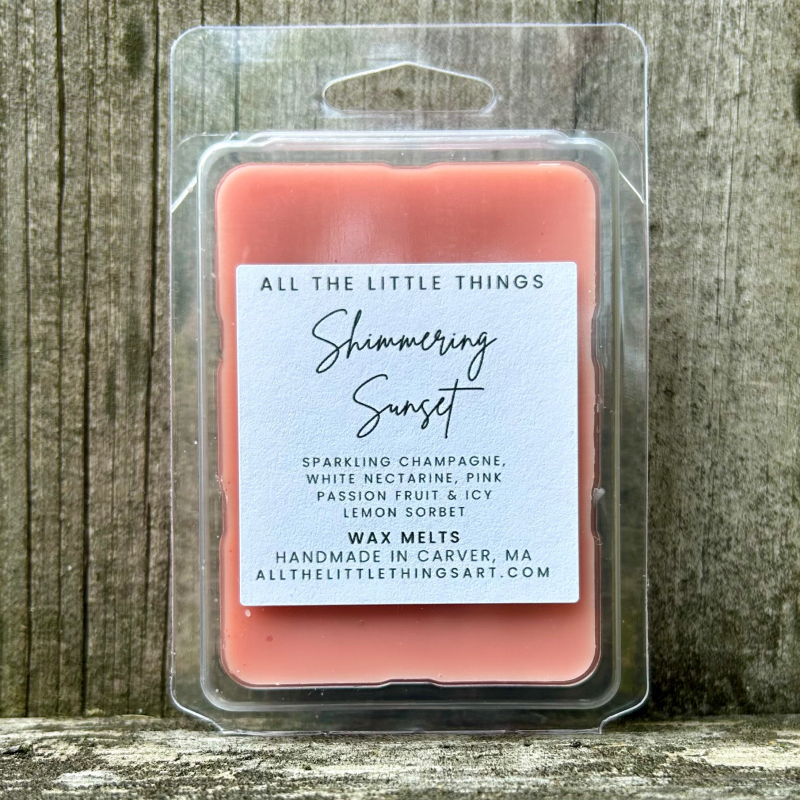 ALL THE LITTLE THINGS
Shimmering
Sunset
SPARKLING CHAMPAGNE,
WHITE NECTARINE, PINK
PASSION FRUIT & ICY
LEMON SORBET
WAX MELTS
HANDMADE IN CARVER, MA
ALLTHELITTLETHINGSART.COM